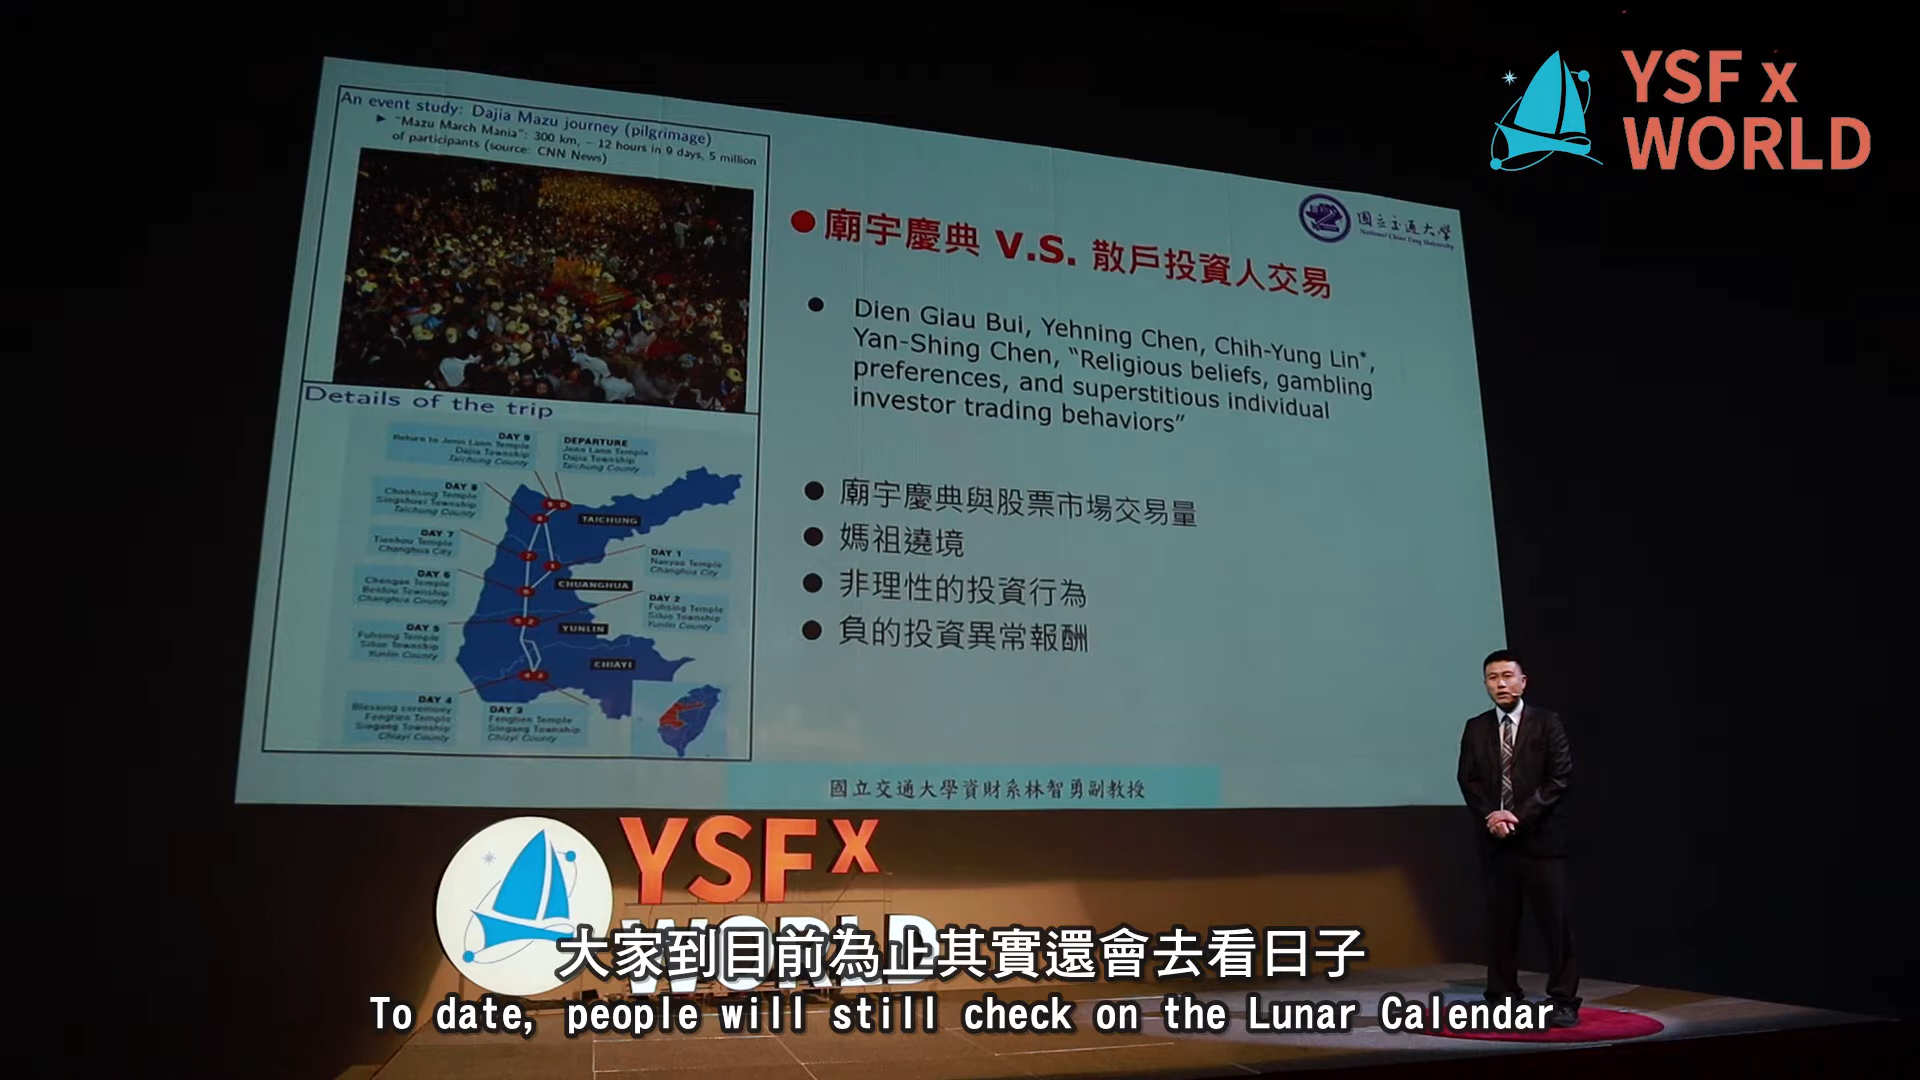 YSF x
WORLD
An event study: Dajia Mazu journey (pilgrimage)
"Mazu March Mania": 300 km, ~ 12 hours in 9 days, 5 million
of participants (source: CNN News)
國立交通大學
National Chiao Tung University
●廟宇慶典 V.S. 散戶投資人交易
● Dien Giau Bui, Yehning Chen, Chih-Yung Lin*,
Yan-Shing Chen, "Religious beliefs, gambling
preferences, and superstitious individual
investor trading behaviors"
● 廟宇慶典與股票市場交易量
● 媽祖遶境
● 非理性的投資行為
● 負的投資異常報酬
Details of the trip
DAY 9
Return to Jenn Lann Temple
Dajia Township
Taichung County
DEPARTURE
Jenn Lann Temple
Dajia Township
Taichung County
DAY 8
Chaohsing Temple
Singshuei Township
Taichung County
TAICHUNG
DAY 7
Tienhou Temple
Changhua City
DAY 1
Nanyao Temple
Changhua City
DAY 6
Chengan Temple
Beidou Township
Changhua County
CHUANGHUA
DAY 2
Fuhsing Temple
Siluo Township
Yunlin County
DAY 5
Fuhsing Temple
Siluo Township
Yunlin County
YUNLIN
CHIAYI
DAY 4
Blessing ceremony
Fengtien Temple
Singang Township
Chiayi County
DAY 3
Fengtien Temple
Singang Township
Chiayi County
國立交通大學資財系林智勇副教授
YSF x
WORLD
大家到目前為止其實還會去看日子
To date, people will still check on the Lunar Calendar